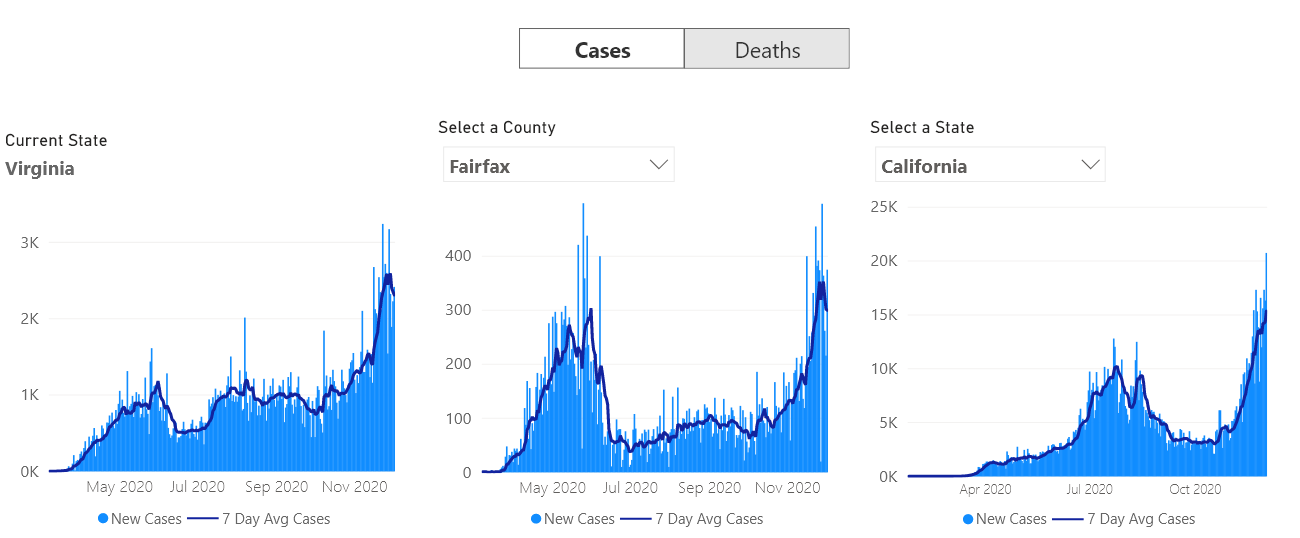 Cases Deaths
Current State
Virginia
3K
2K
1K
0K
May 2020 Jul 2020 Sep 2020 Nov 2020
New Cases 7 Day Avg Cases
Select a County
Fairfax
400
300
200
100
0
May 2020 Jul 2020 Sep 2020 Nov 2020
New Cases 7 Day Avg Cases
Select a State
California
25K
20K
15K
10K
5K
0K
Apr 2020 Jul 2020 Oct 2020
New Cases 7 Day Avg Cases